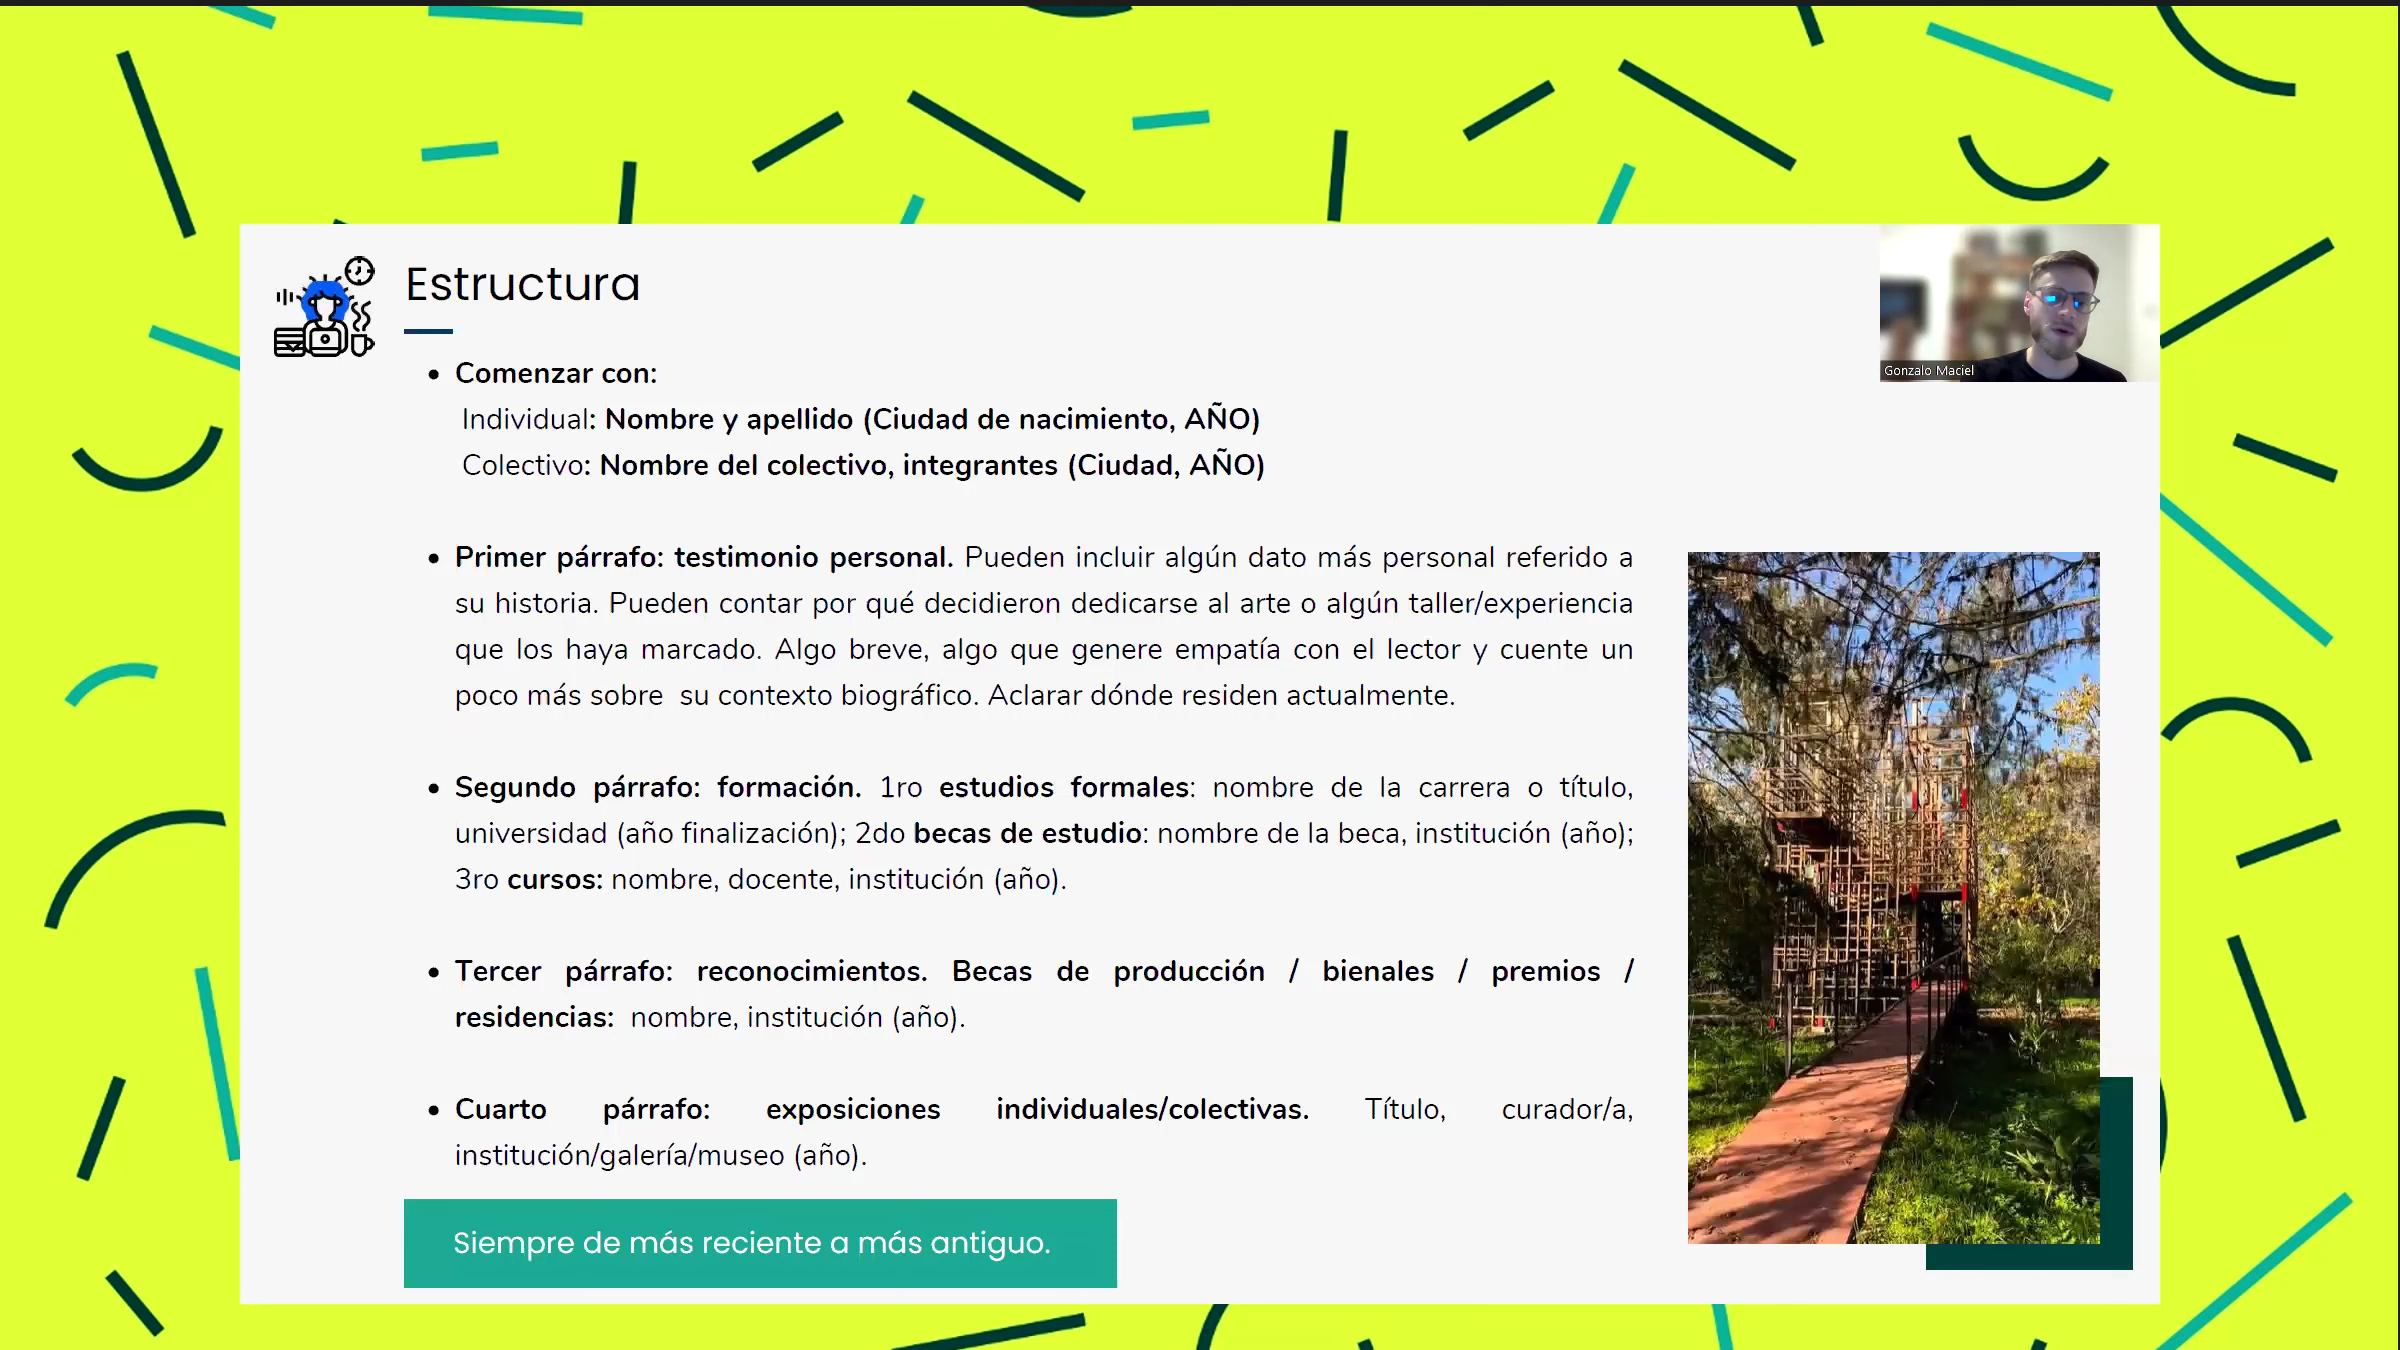 Estructura
Gonzalo Maciel
• Comenzar con:
Individual: Nombre y apellido (Ciudad de nacimiento, AÑO)
Colectivo: Nombre del colectivo, integrantes (Ciudad, AÑO)
• Primer párrafo: testimonio personal. Pueden incluir algún dato más personal referido a
su historia. Pueden contar por qué decidieron dedicarse al arte o algún taller/experiencia
que los haya marcado. Algo breve, algo que genere empatía con el lector y cuente un
poco más sobre  su contexto biográfico. Aclarar dónde residen actualmente.
• Segundo párrafo: formación. 1ro estudios formales: nombre de la carrera o título,
universidad (año finalización); 2do becas de estudio: nombre de la beca, institución (año);
3ro cursos: nombre, docente, institución (año).
• Tercer párrafo: reconocimientos. Becas de producción / bienales / premios /
residencias:  nombre, institución (año).
• Cuarto párrafo: exposiciones individuales/colectivas. Título, curador/a,
institución/galería/museo (año).
Siempre de más reciente a más antiguo.